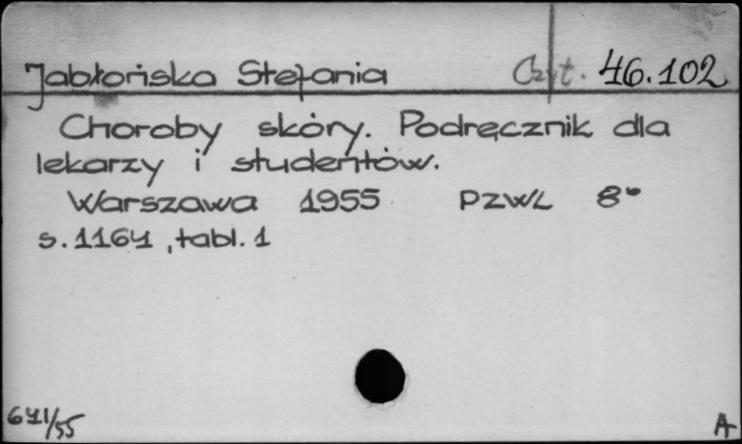 Jabłońska Stefania Czyt. 46.102
Choroby skóry. Podręcznik dla
lekarzy i studentów.
Warszawa 1955 PZWL 8°
s. 1164, tabl. 1
641/55 A